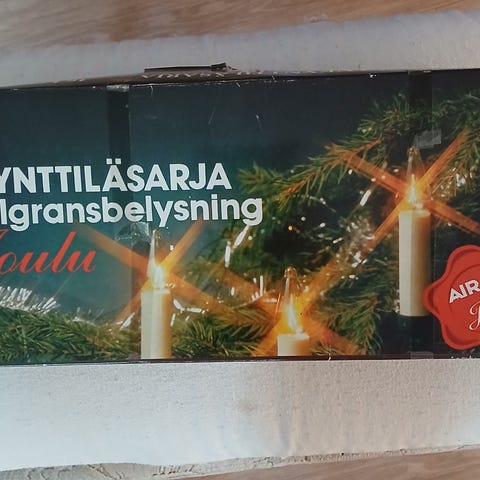 YNTTILÄSARJA
lgransbelysning
Joulu
AIR